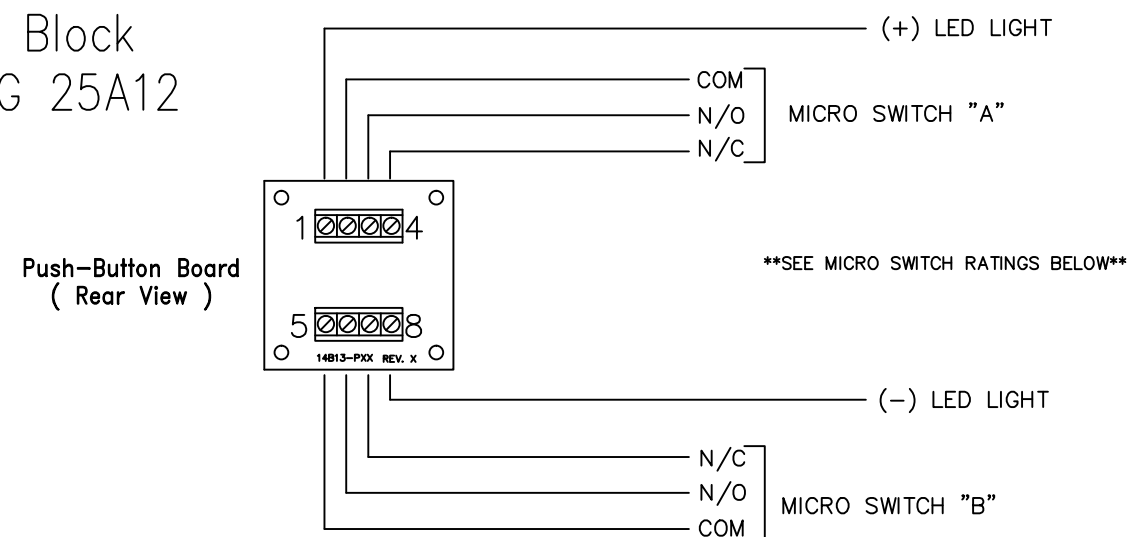 Block
G 25A12
(+) LED LIGHT
COM
N/O
N/C
MICRO SWITCH "A"
1
4
Push-Button Board
( Rear View )
**SEE MICRO SWITCH RATINGS BELOW**
5
8
14B13-PXX REV. X
(-) LED LIGHT
N/C
N/O
COM
MICRO SWITCH "B"